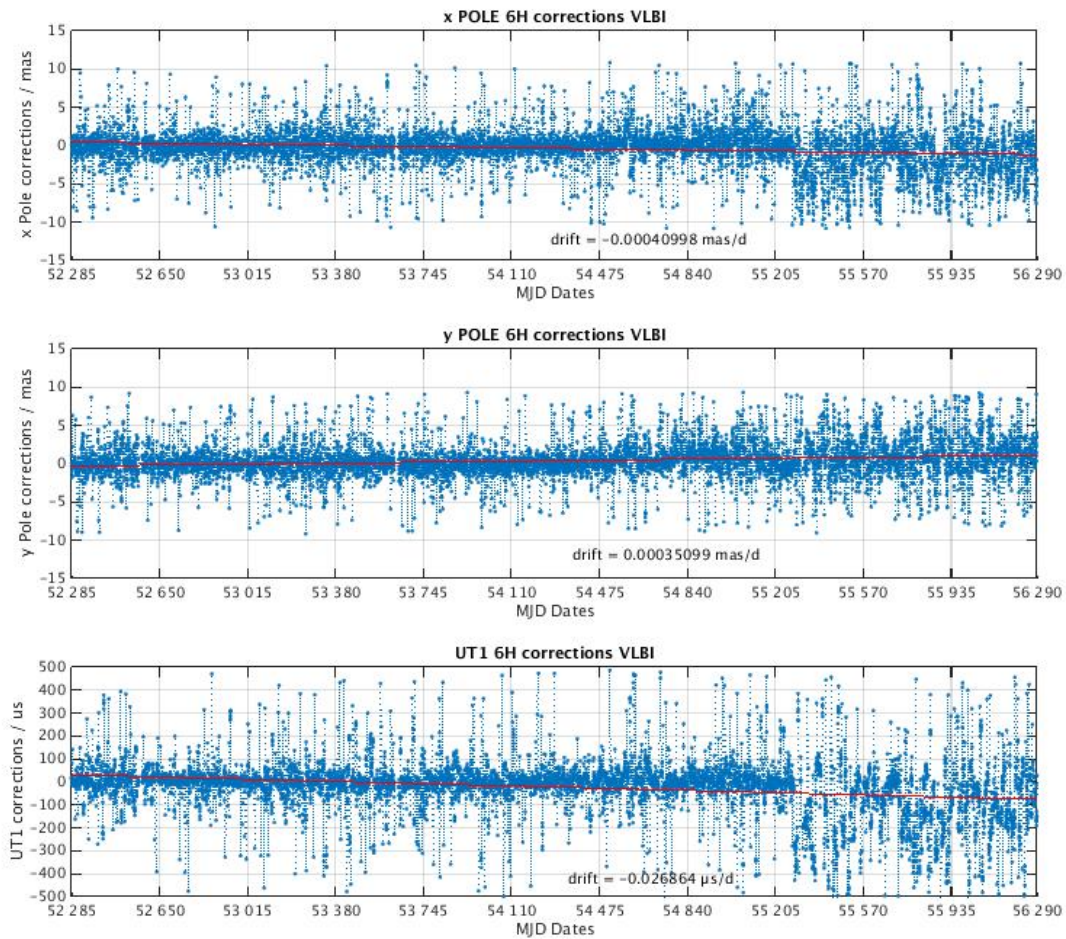 x POLE 6H corrections VLBI
15
10
5
0
−5
−10
−15
x Pole corrections / mas
drift = −0.00040998 mas/d
52 285 52 650 53 015 53 380 53 745 54 110 54 475 54 840 55 205 55 570 55 935 56 290
MJD Dates
y POLE 6H corrections VLBI
15
10
5
0
−5
−10
−15
y Pole corrections / mas
drift = 0.00035099 mas/d
52 285 52 650 53 015 53 380 53 745 54 110 54 475 54 840 55 205 55 570 55 935 56 290
MJD Dates
UT1 6H corrections VLBI
500
400
300
200
100
0
−100
−200
−300
−400
−500
UT1 corrections / us
drift = −0.026864 µs/d
52 285 52 650 53 015 53 380 53 745 54 110 54 475 54 840 55 205 55 570 55 935 56 290
MJD Dates